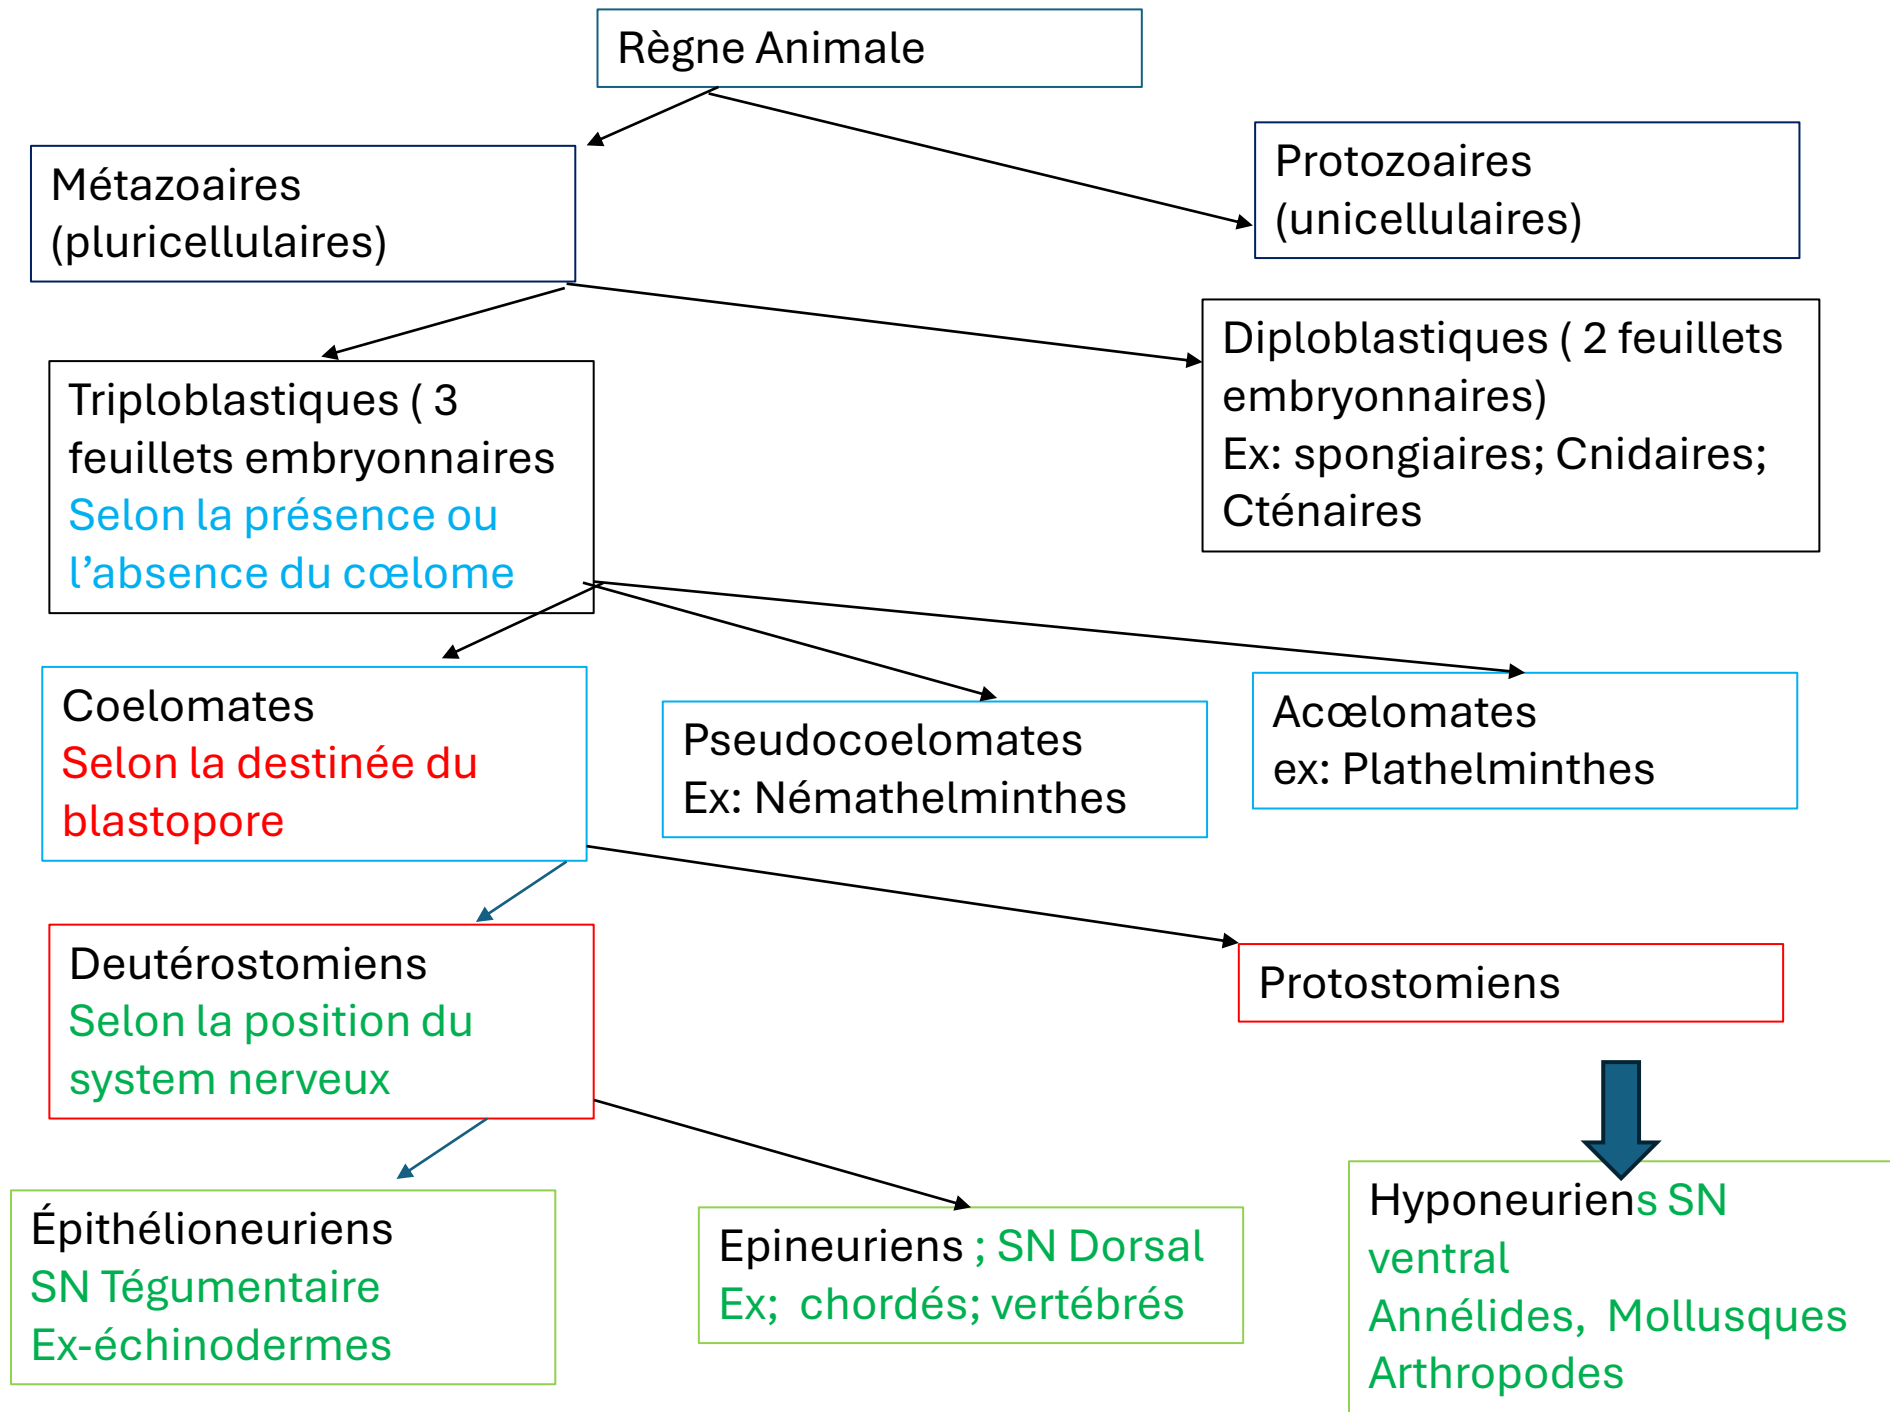 Règne Animale
Métazoaires
(pluricellulaires)
Protozoaires
(unicellulaires)
Triploblastiques ( 3
feuillets embryonnaires
Selon la présence ou
l’absence du cœlome
Diploblastiques ( 2 feuillets
embryonnaires)
Ex: spongiaires; Cnidaires;
Cténaires
Coelomates
Selon la destinée du
blastopore
Pseudocoelomates
Ex: Némathelminthes
Acœlomates
ex: Plathelminthes
Deutérostomiens
Selon la position du
system nerveux
Protostomiens
Épithélioneuriens
SN Tégumentaire
Ex-échinodermes
Epineuriens ; SN Dorsal
Ex; chordés; vertébrés
Hyponeuriens SN
ventral
Annélides, Mollusques
Arthropodes